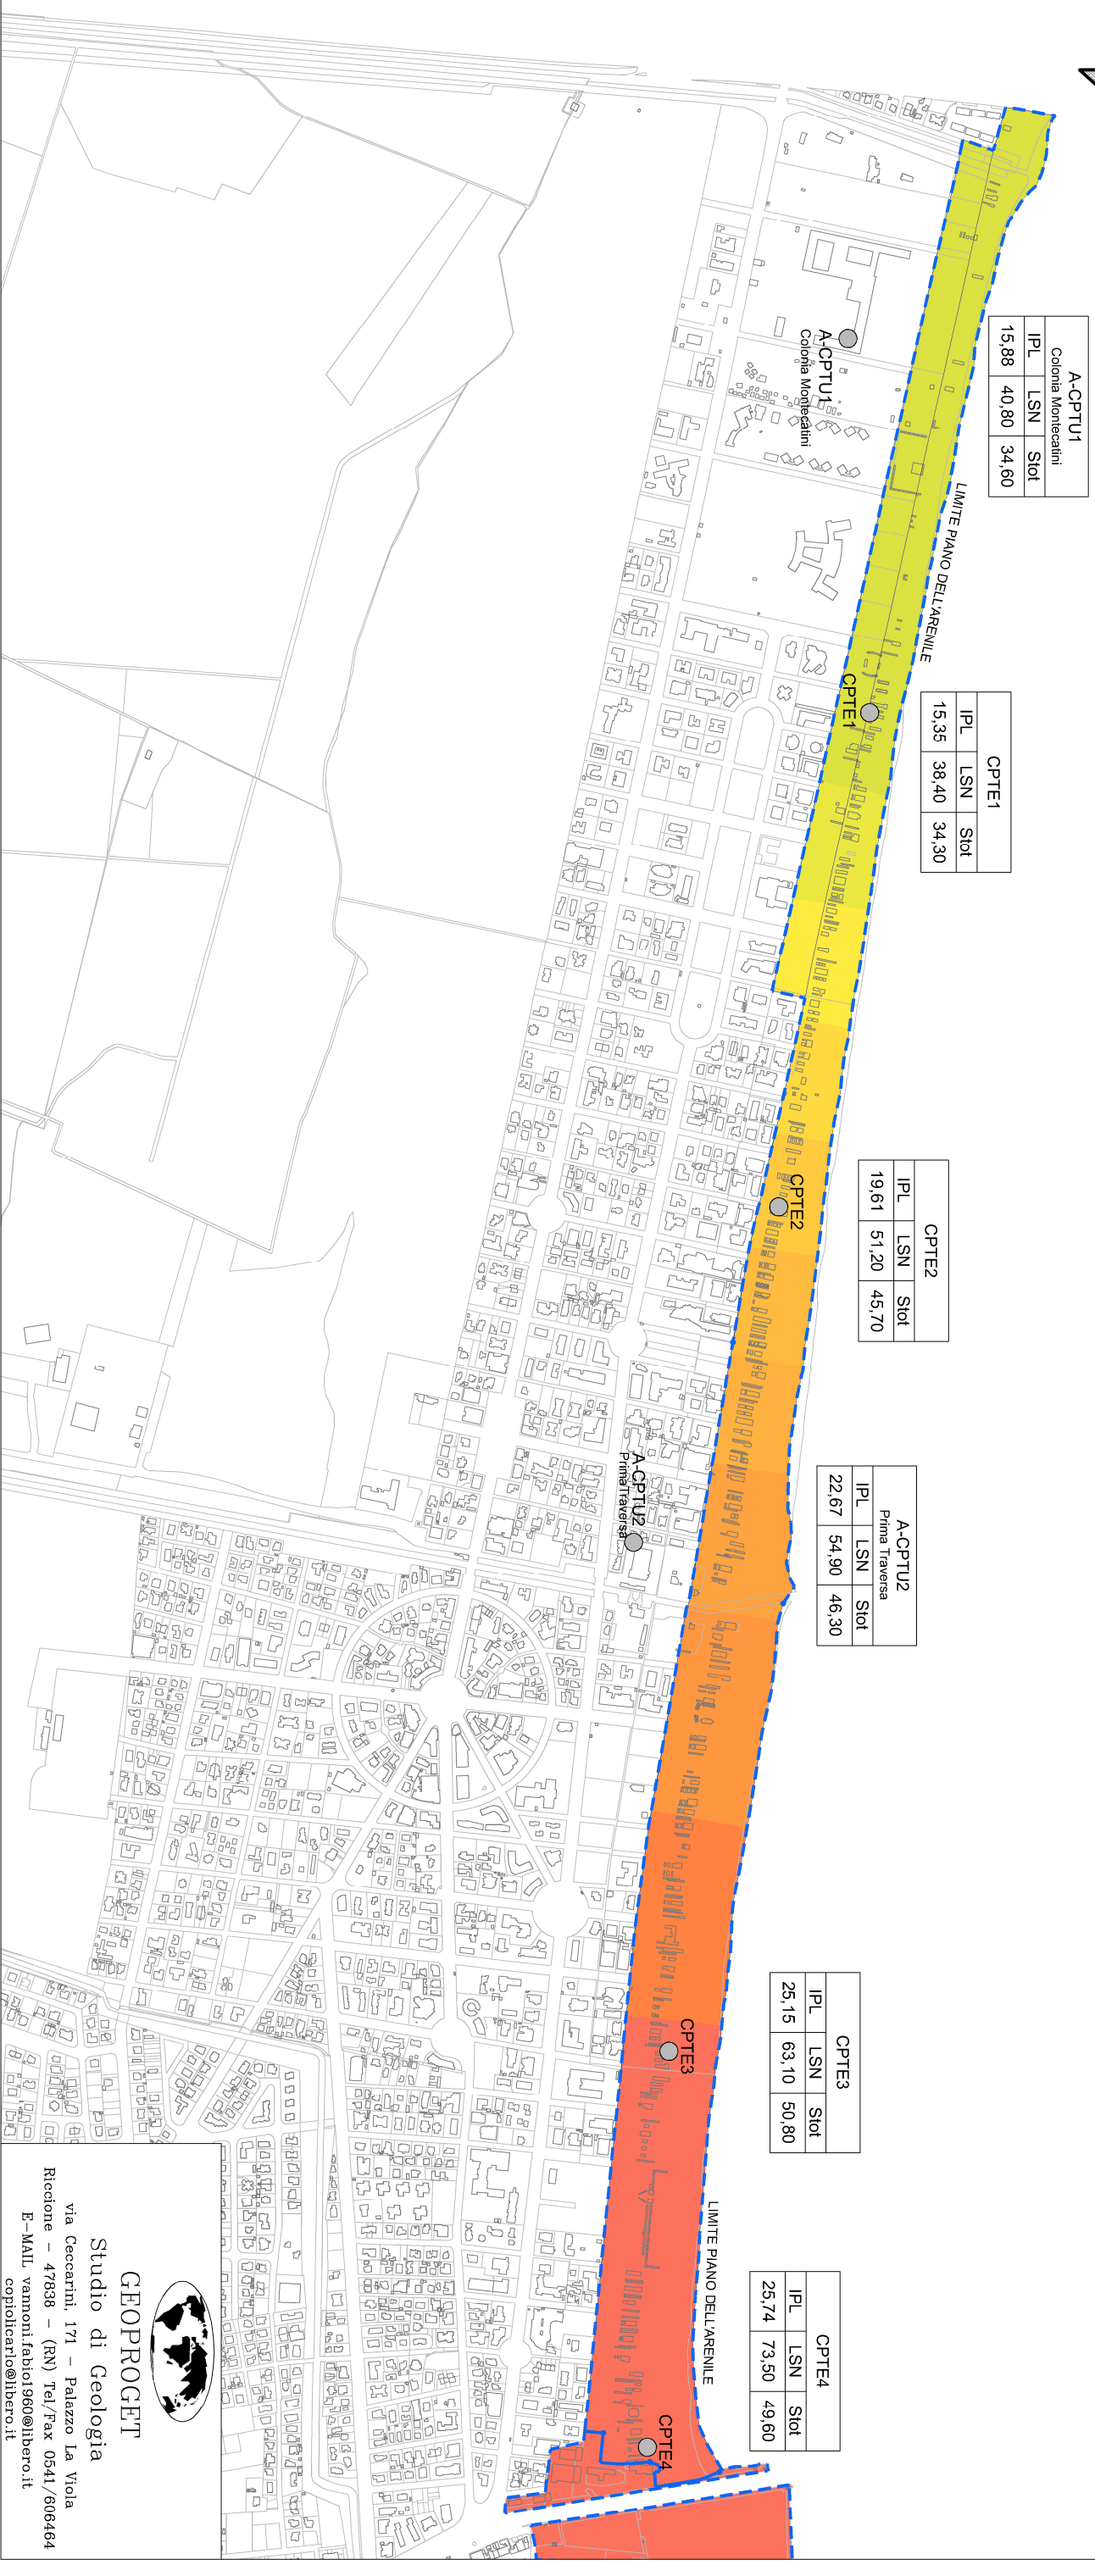 A-CPTU1
Colonia Montecatini
IPL LSN Stot
15,88 40,80 34,60
A-CPTU1
Colonia Montecatini
LIMITE PIANO DELL'ARENILE
CPTE1
IPL LSN Stot
15,35 38,40 34,30
CPTE1
CPTE2
IPL LSN Stot
19,61 51,20 45,70
CPTE2
A-CPTU2
Prima Traversa
IPL LSN Stot
22,67 54,90 46,30
A-CPTU2
Prima Traversa
CPTE3
IPL LSN Stot
25,15 63,10 50,80
CPTE3
LIMITE PIANO DELL'ARENILE
CPTE4
IPL LSN Stot
25,74 73,50 49,60
CPTE4
GEOPROGET
Studio di Geologia
via Ceccarini, 171 - Palazzo La Viola
Riccione - 47838 - (RN) Tel/Fax 0541/606464
E-MAIL vannoni.fabio1960@libero.it
copiolicarlo@libero.it